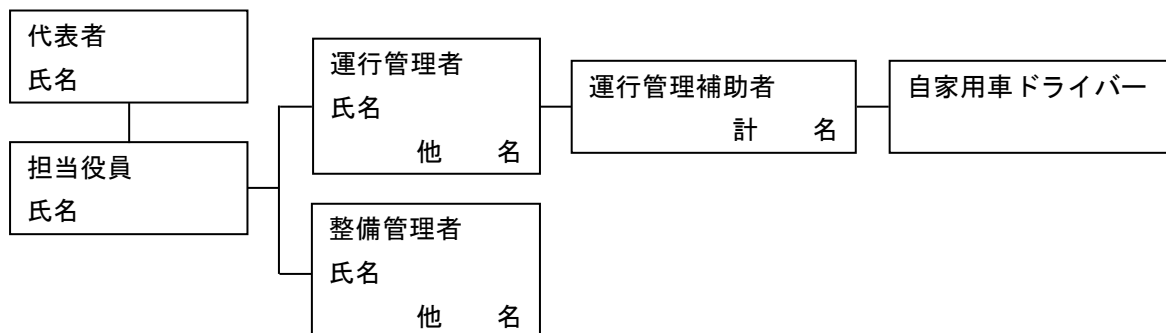 代表者
氏名
担当役員
氏名
運行管理者
氏名
他 名
整備管理者
氏名
他 名
運行管理補助者
計 名
自家用車ドライバー